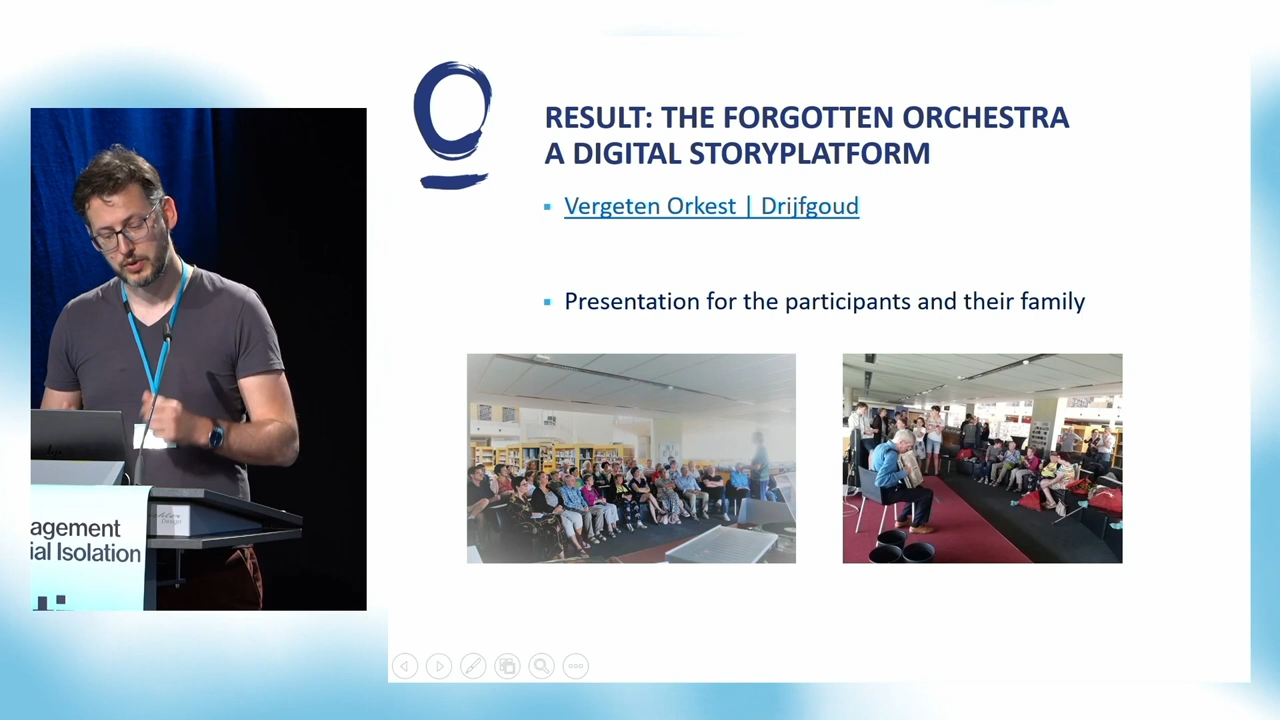 RESULT: THE FORGOTTEN ORCHESTRA
A DIGITAL STORYPLATFORM
Vergeten Orkest | Drijfgoud
Presentation for the participants and their family
agement
ial Isolation